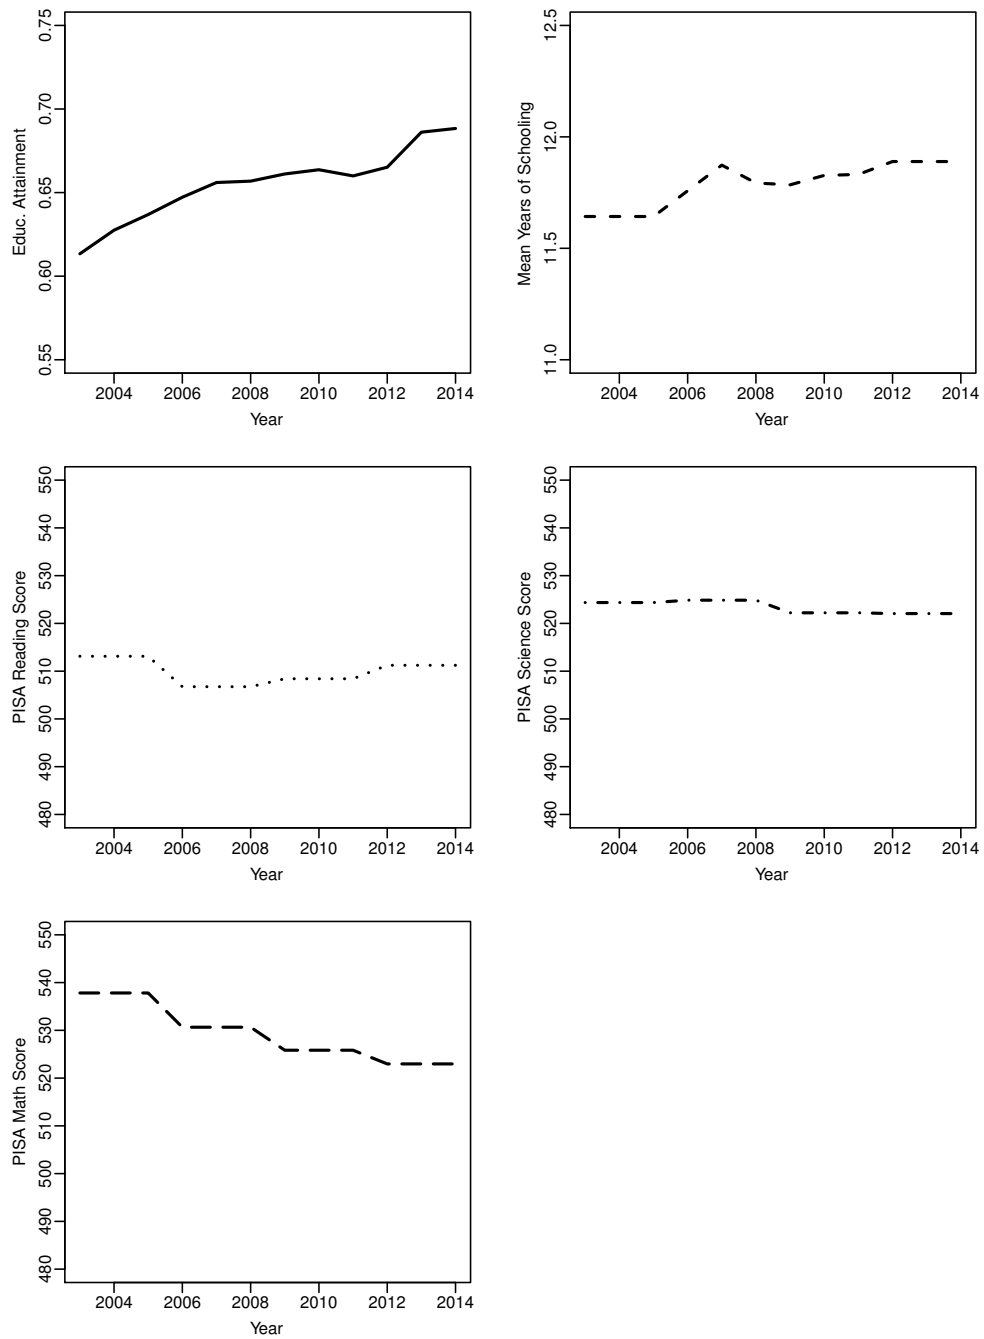 Educ. Attainment
0.75
0.70
0.65
0.60
0.55
2004 2006 2008 2010 2012 2014
Year
Mean Years of Schooling
12.5
12.0
11.5
11.0
2004 2006 2008 2010 2012 2014
Year
PISA Reading Score
550
540
530
520
510
500
490
480
2004 2006 2008 2010 2012 2014
Year
PISA Science Score
550
540
530
520
510
500
490
480
2004 2006 2008 2010 2012 2014
Year
PISA Math Score
550
540
530
520
510
500
490
480
2004 2006 2008 2010 2012 2014
Year